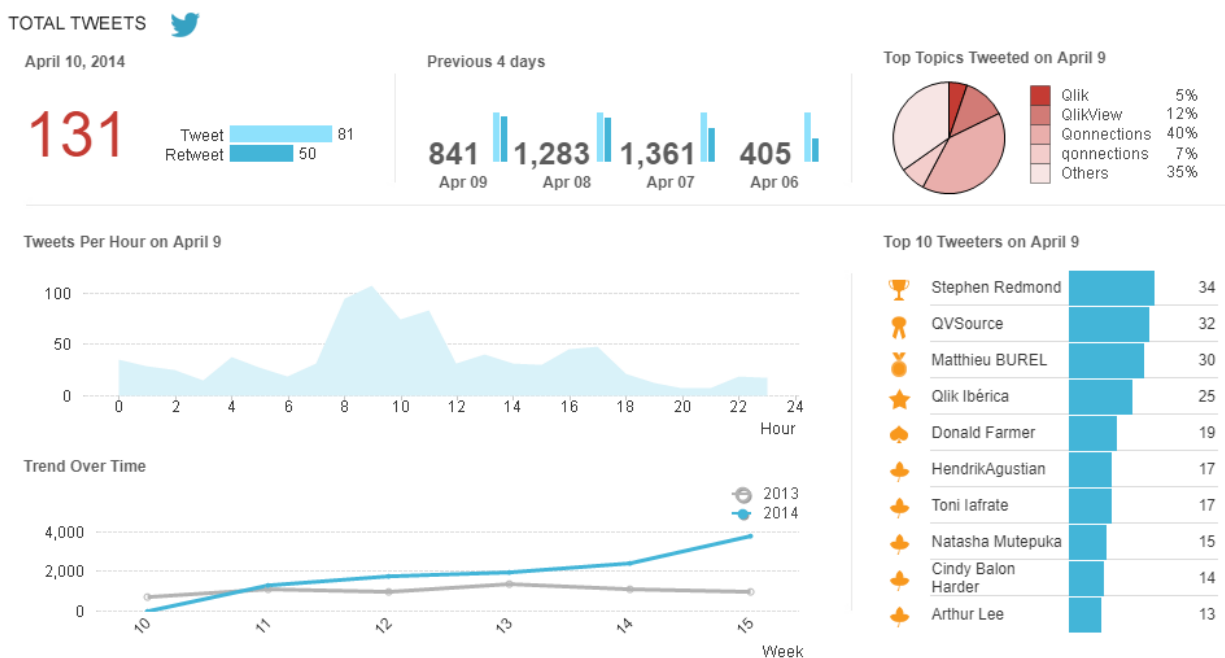 TOTAL TWEETS
April 10, 2014
131
Tweet 81
Retweet 50
Previous 4 days
841 1,283 1,361 405
Apr 09 Apr 08 Apr 07 Apr 06
Top Topics Tweeted on April 9
Qlik 5%
QlikView 12%
Qonnections 40%
qonnections 7%
Others 35%
Tweets Per Hour on April 9
100
50
0
0 2 4 6 8 10 12 14 16 18 20 22 24
Hour
Trend Over Time
2013
2014
4,000
2,000
0
10 11 12 13 14 15
Week
Top 10 Tweeters on April 9
Stephen Redmond 34
QVSource 32
Matthieu BUREL 30
Qlik Ibérica 25
Donald Farmer 19
HendrikAgustian 17
Toni Iafrate 17
Natasha Mutepuka 15
Cindy Balon
Harder 14
Arthur Lee 13